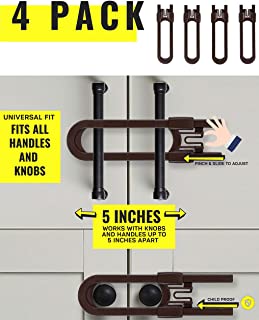 4 PACK
UNIVERSAL FIT
FITS ALL
HANDLES
AND
KNOBS
PINCH & SLIDE TO ADJUST
5 INCHES
WORKS WITH KNOBS
AND HANDLES UP TO
5 INCHES APART
CHILD PROOF